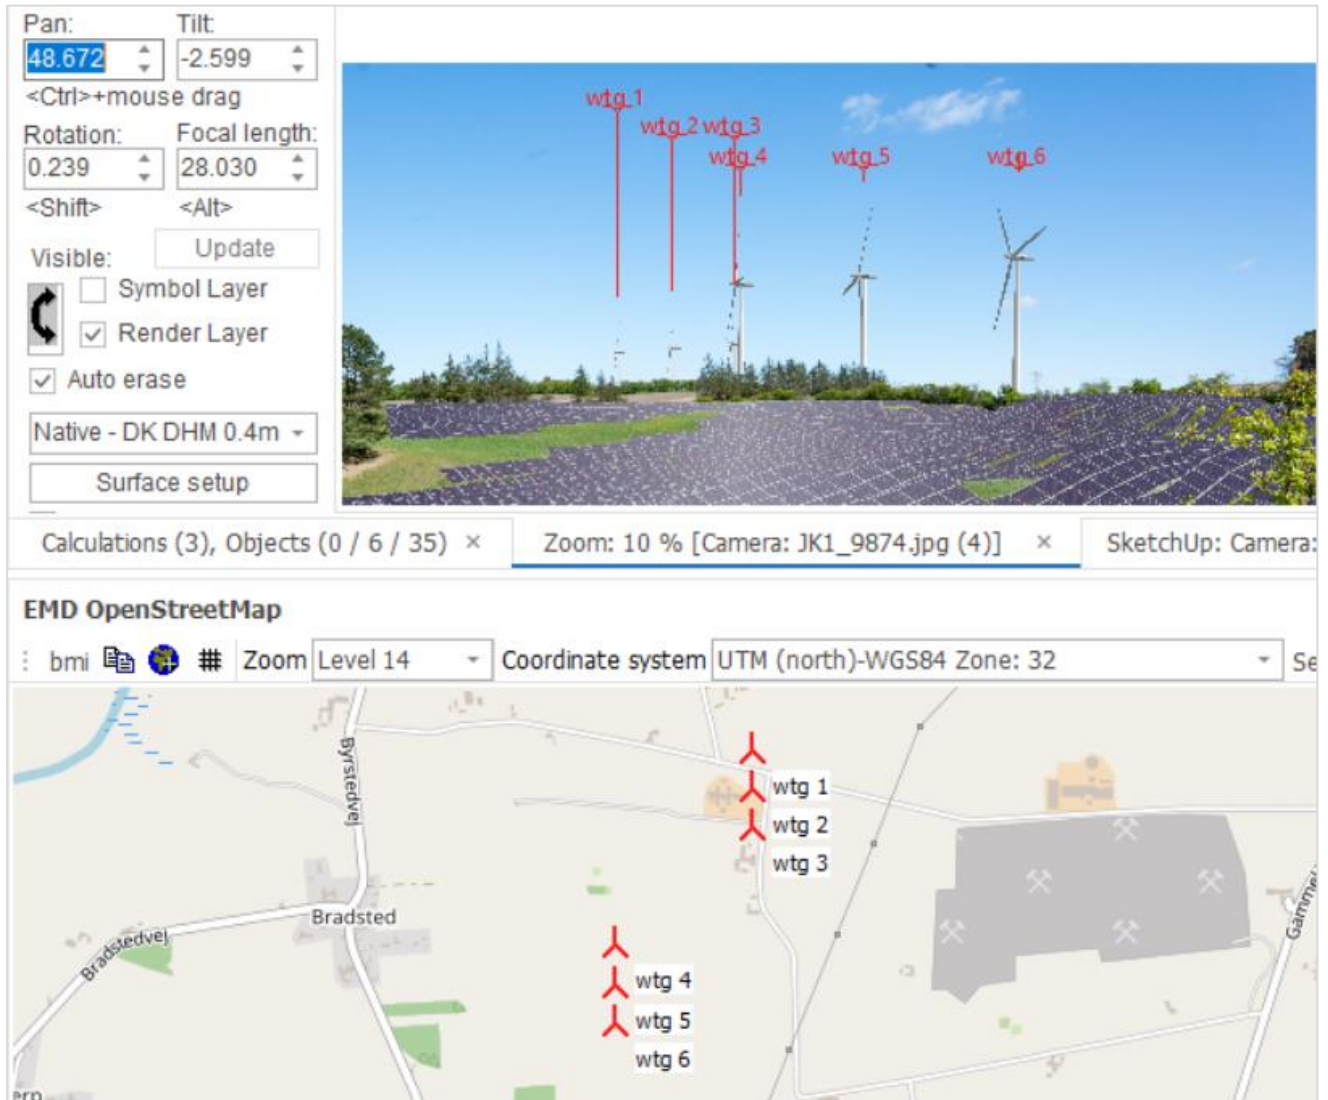 Pan: Tilt:
48.672 -2.599
<Ctrl>+mouse drag
Rotation: Focal length:
0.239 28.030
<Shift> <Alt>
Update
Visible:
Symbol Layer
Render Layer
Auto erase
Native - DK DHM 0.4m
Surface setup
wtg 1
wtg 2 wtg 3
wtg 4 wtg 5 wtg 6
Calculations (3), Objects (0 / 6 / 35) × Zoom: 10 % [Camera: JK1_9874.jpg (4)] × SketchUp: Camera:
EMD OpenStreetMap
bmi Zoom Level 14 Coordinate system UTM (north)-WGS84 Zone: 32 Se
Byrstedvej
wtg 1
wtg 2
wtg 3
Bradsted
Bradstedvej
Gammel
wtg 4
wtg 5
wtg 6